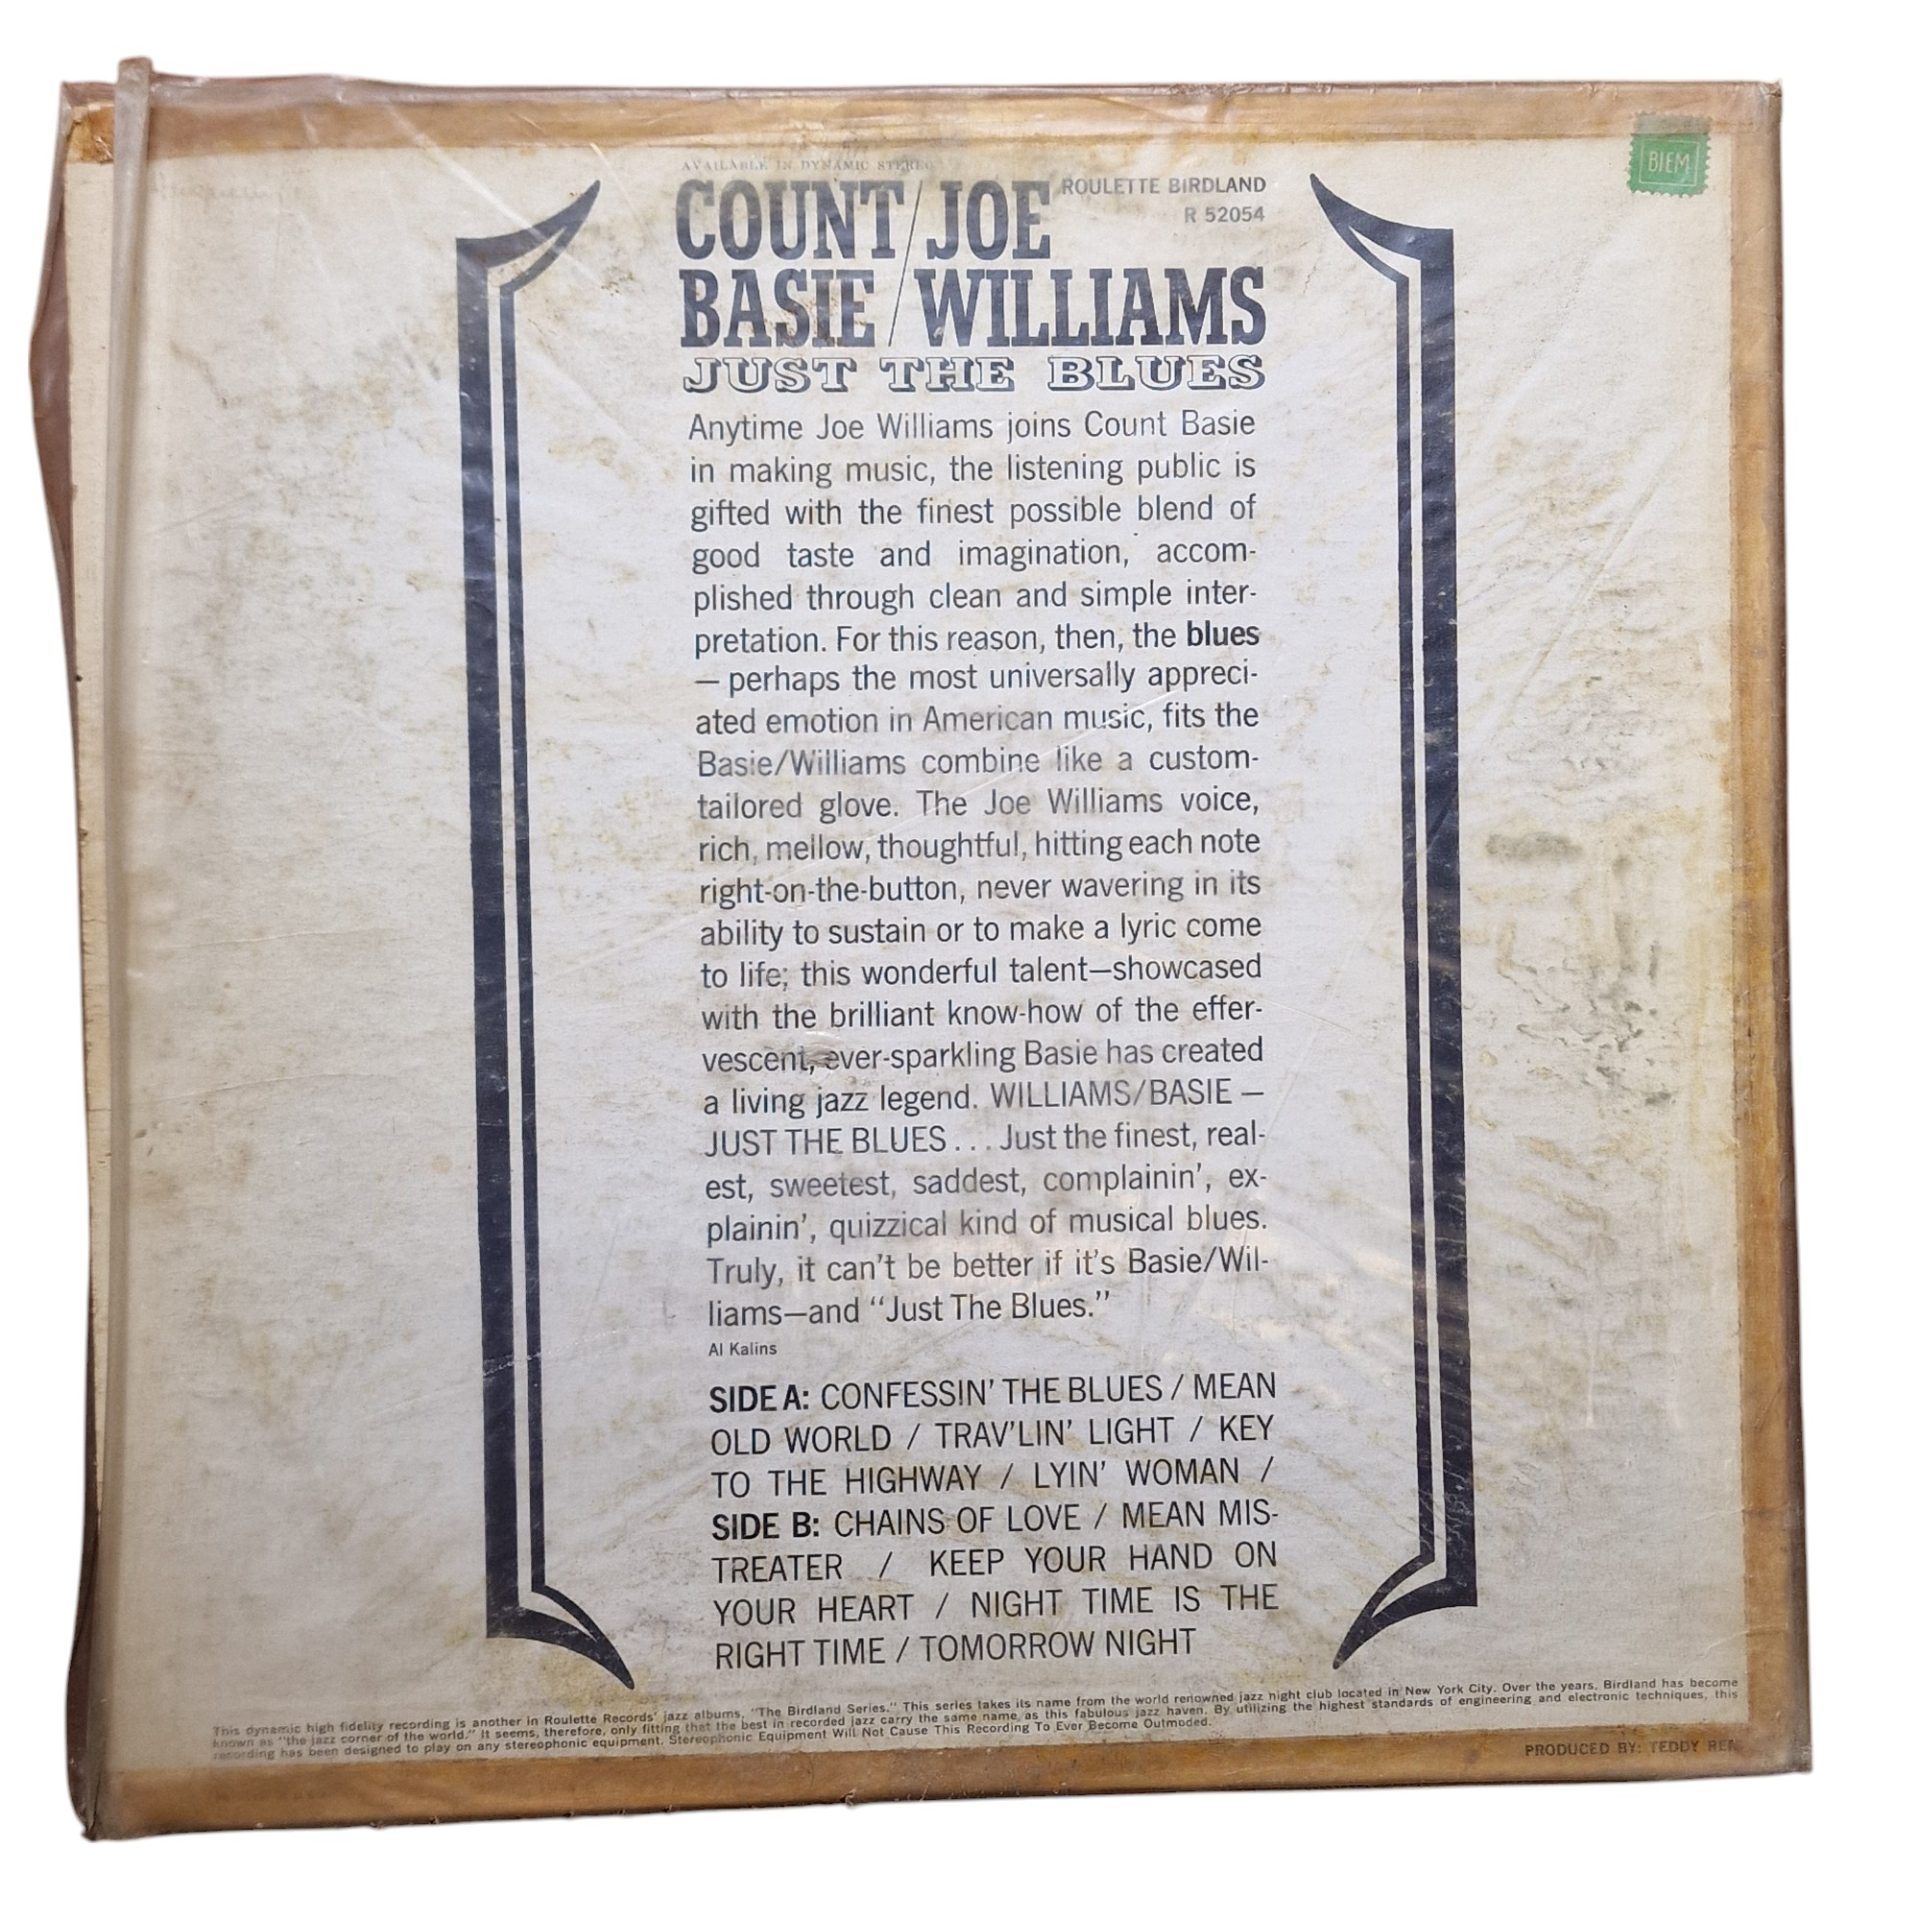 AVAILABLE IN DYNAMIC STEREO
COUNT/JOE
BASIE/WILLIAMS
ROULETTE BIRDLAND
R 52054
BIEM
JUST THE BLUES
Anytime Joe Williams joins Count Basie
in making music, the listening public is
gifted with the finest possible blend of
good taste and imagination, accom-
plished through clean and simple inter-
pretation. For this reason, then, the blues
— perhaps the most universally appreci-
ated emotion in American music, fits the
Basie/Williams combine like a custom-
tailored glove. The Joe Williams voice,
rich, mellow, thoughtful, hitting each note
right-on-the-button, never wavering in its
ability to sustain or to make a lyric come
to life; this wonderful talent—showcased
with the brilliant know-how of the effer-
vescent, ever-sparkling Basie has created
a living jazz legend. WILLIAMS/BASIE —
JUST THE BLUES . . . Just the finest, real-
est, sweetest, saddest, complainin’, ex-
plainin’, quizzical kind of musical blues.
Truly, it can’t be better if it’s Basie/Wil-
liams—and “Just The Blues.”
Al Kalins
SIDE A: CONFESSIN’ THE BLUES / MEAN
OLD WORLD / TRAV’LIN’ LIGHT / KEY
TO THE HIGHWAY / LYIN’ WOMAN /
SIDE B: CHAINS OF LOVE / MEAN MIS-
TREATER / KEEP YOUR HAND ON
YOUR HEART / NIGHT TIME IS THE
RIGHT TIME / TOMORROW NIGHT
This dynamic high fidelity recording is another in Roulette Records’ jazz albums, “The Birdland Series.” This series takes its name from the world renowned jazz night club located in New York City. Over the years, Birdland has become
known as “the jazz corner of the world.” It seems, therefore, only fitting that the best in recorded jazz carry the same name as this fabulous jazz haven. By utilizing the highest standards of engineering and electronic techniques, this
recording has been designed to play on any stereophonic equipment. Stereophonic Equipment Will Not Cause This Recording To Ever Become Outmoded.
PRODUCED BY: TEDDY